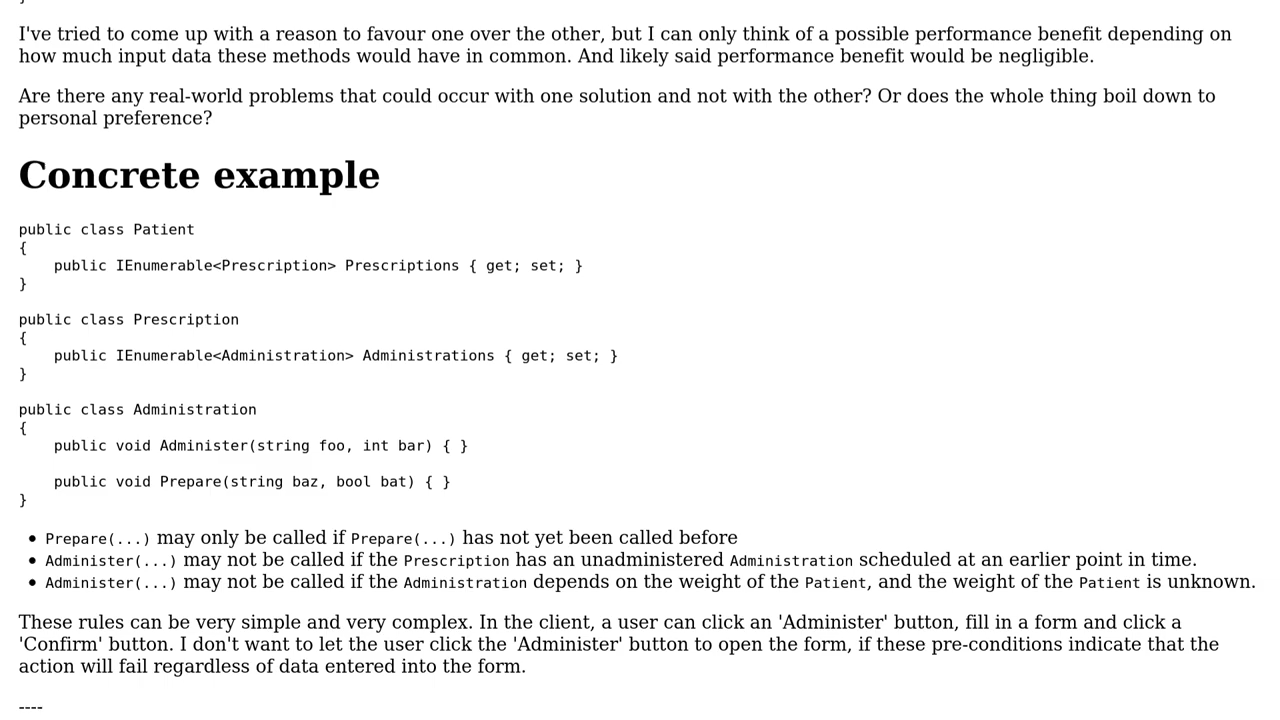 I've tried to come up with a reason to favour one over the other, but I can only think of a possible performance benefit depending on
how much input data these methods would have in common. And likely said performance benefit would be negligible.
Are there any real-world problems that could occur with one solution and not with the other? Or does the whole thing boil down to
personal preference?
Concrete example
public class Patient
{
    public IEnumerable<Prescription> Prescriptions { get; set; }
}
public class Prescription
{
    public IEnumerable<Administration> Administrations { get; set; }
}
public class Administration
{
    public void Administer(string foo, int bar) { }
    public void Prepare(string baz, bool bat) { }
}
• Prepare(...) may only be called if Prepare(...) has not yet been called before
• Administer(...) may not be called if the Prescription has an unadministered Administration scheduled at an earlier point in time.
• Administer(...) may not be called if the Administration depends on the weight of the Patient, and the weight of the Patient is unknown.
These rules can be very simple and very complex. In the client, a user can click an 'Administer' button, fill in a form and click a
'Confirm' button. I don't want to let the user click the 'Administer' button to open the form, if these pre-conditions indicate that the
action will fail regardless of data entered into the form.
----